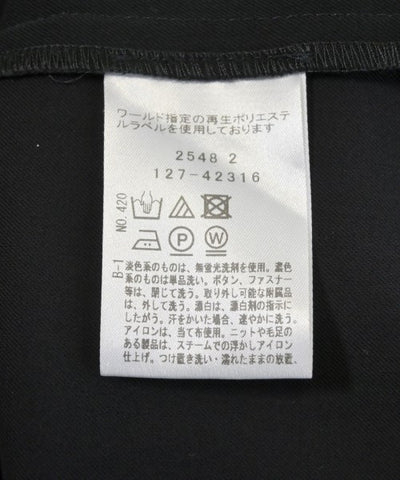 ワールド指定の再生ポリエステ
ルラベルを使用しております
2548 2
127-42316
NO.420
P W
B-1
淡色系のものは、無蛍光洗剤を使用。濃色
系のものは単品洗い。ボタン、ファスナー
等は、閉じて洗う。取り外し可能な附属品
は、外して洗う。漂白は、漂白剤の指示に
したがう。汗をかいた場合、速やかに洗う。
アイロンは、当て布使用。ニットや毛足の
ある製品は、スチームでの浮かしアイロン
仕上げ。つけ置き洗い・濡れたままの放置、